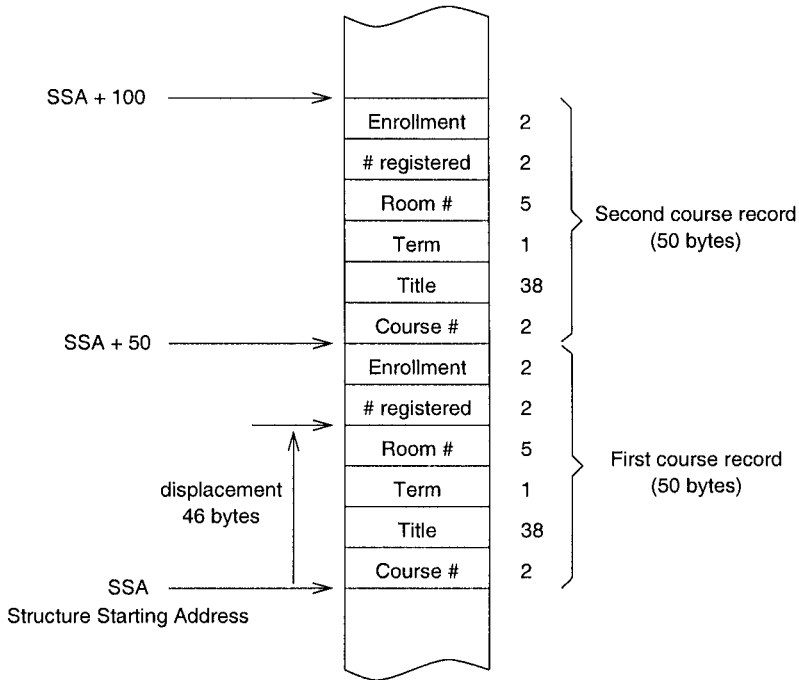 SSA + 100
Enrollment 2
# registered 2
Room # 5
Term 1
Title 38
Course # 2
Second course record
(50 bytes)
SSA + 50
Enrollment 2
# registered 2
Room # 5
Term 1
Title 38
Course # 2
First course record
(50 bytes)
displacement
46 bytes
SSA
Structure Starting Address